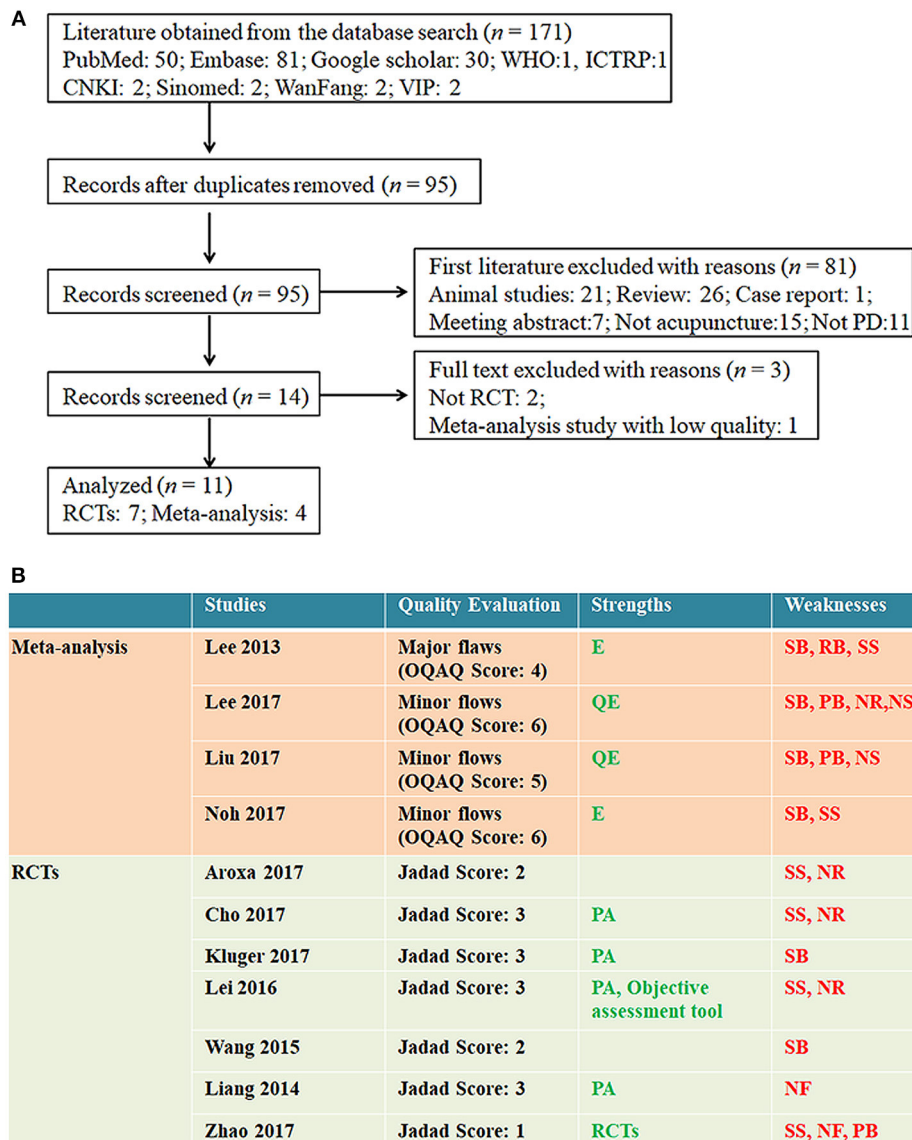 A
Literature obtained from the database search (n = 171)
PubMed: 50; Embase: 81; Google scholar: 30; WHO:1, ICTRP:1
CNKI: 2; Sinomed: 2; WanFang: 2; VIP: 2
Records after duplicates removed (n = 95)
Records screened (n = 95)
First literature excluded with reasons (n = 81)
Animal studies: 21; Review: 26; Case report: 1;
Meeting abstract:7; Not acupuncture:15; Not PD:11
Records screened (n = 14)
Full text excluded with reasons (n = 3)
Not RCT: 2;
Meta-analysis study with low quality: 1
Analyzed (n = 11)
RCTs: 7; Meta-analysis: 4
B
Studies Quality Evaluation Strengths Weaknesses
Meta-analysis Lee 2013 Major flaws E SB, RB, SS
(OQAQ Score: 4)
Lee 2017 Minor flows QE SB, PB, NR,NS
(OQAQ Score: 6)
Liu 2017 Minor flows QE SB, PB, NS
(OQAQ Score: 5)
Noh 2017 Minor flows E SB, SS
(OQAQ Score: 6)
RCTs Aroxa 2017 Jadad Score: 2 SS, NR
Cho 2017 Jadad Score: 3 PA SS, NR
Kluger 2017 Jadad Score: 3 PA SB
Lei 2016 Jadad Score: 3 PA, Objective SS, NR
assessment tool
Wang 2015 Jadad Score: 2 SB
Liang 2014 Jadad Score: 3 PA NF
Zhao 2017 Jadad Score: 1 RCTs SS, NF, PB